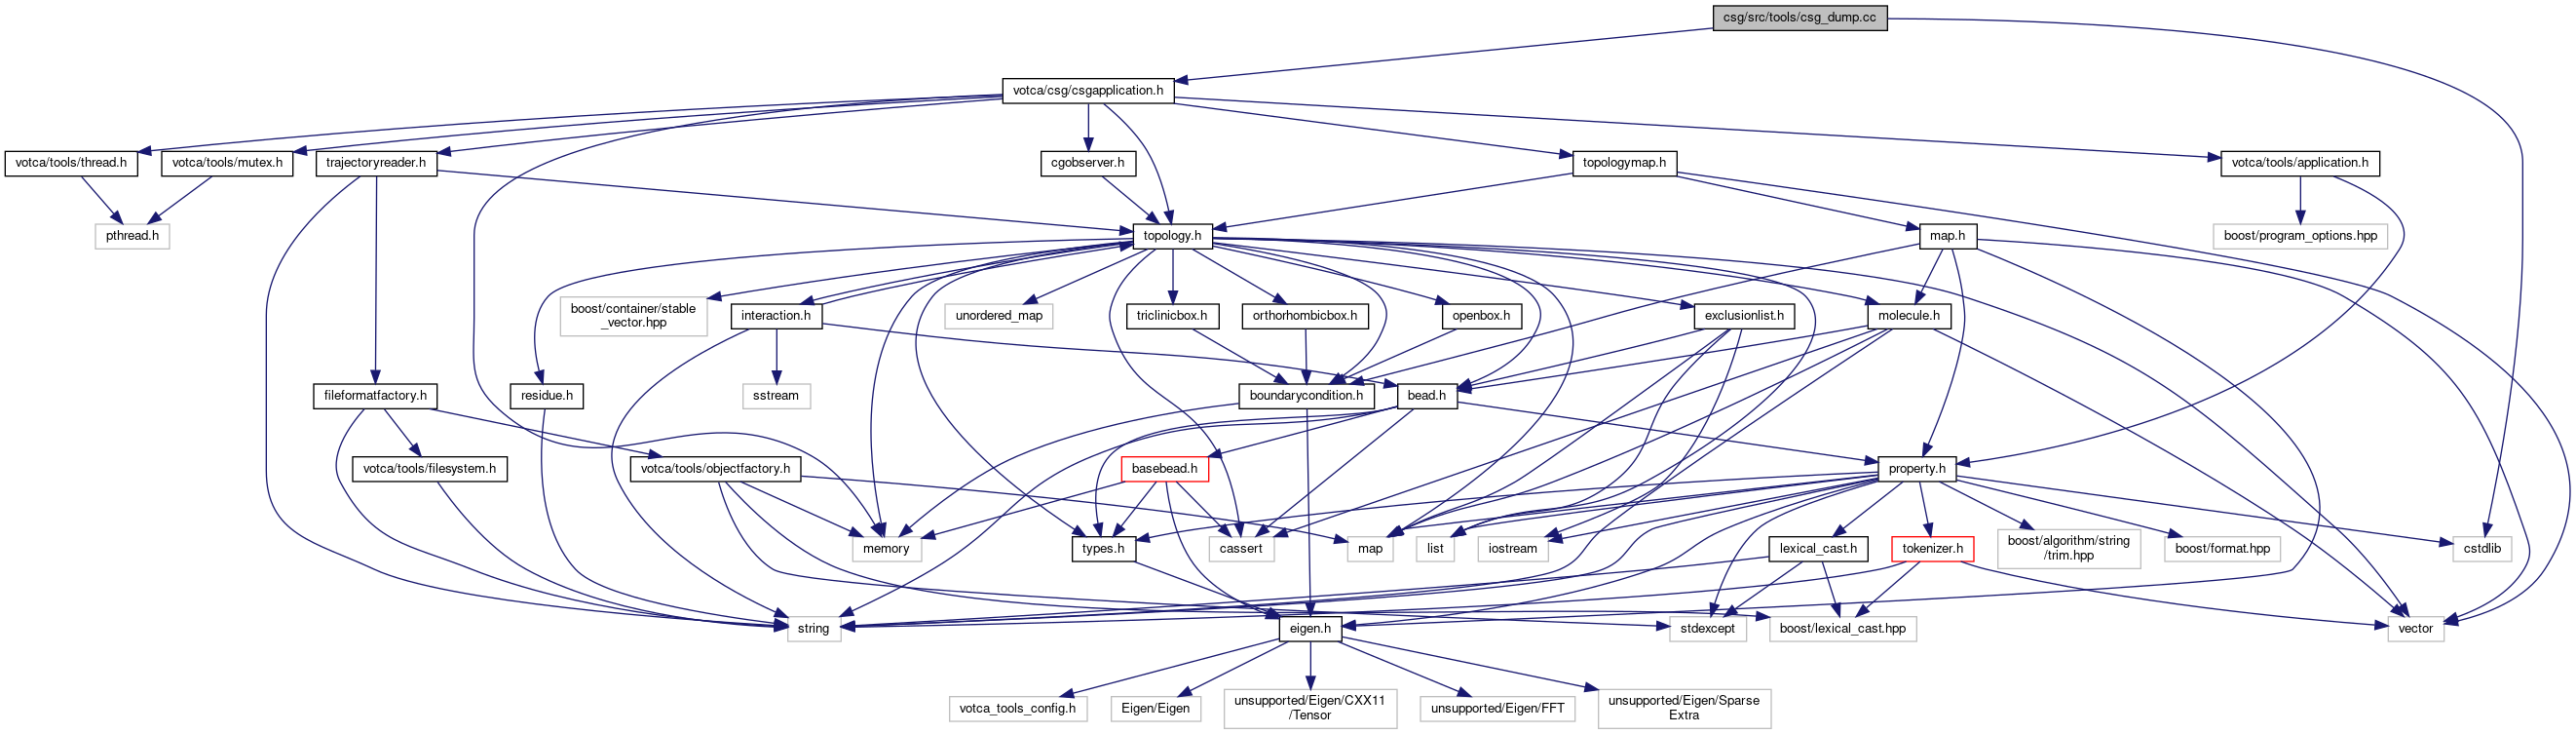 csg/src/tools/csg_dump.cc
votca/csg/csgapplication.h
votca/tools/thread.h
votca/tools/mutex.h
trajectoryreader.h
cgobserver.h
topologymap.h
votca/tools/application.h
pthread.h
topology.h
map.h
boost/program_options.hpp
boost/container/stable
_vector.hpp
interaction.h
unordered_map
triclinicbox.h
orthorhombicbox.h
openbox.h
exclusionlist.h
molecule.h
fileformatfactory.h
residue.h
sstream
boundarycondition.h
bead.h
votca/tools/filesystem.h
votca/tools/objectfactory.h
basebead.h
property.h
memory
types.h
cassert
map
list
iostream
lexical_cast.h
tokenizer.h
boost/algorithm/string
/trim.hpp
boost/format.hpp
cstdlib
string
eigen.h
stdexcept
boost/lexical_cast.hpp
vector
votca_tools_config.h
Eigen/Eigen
unsupported/Eigen/CXX11
/Tensor
unsupported/Eigen/FFT
unsupported/Eigen/Sparse
Extra